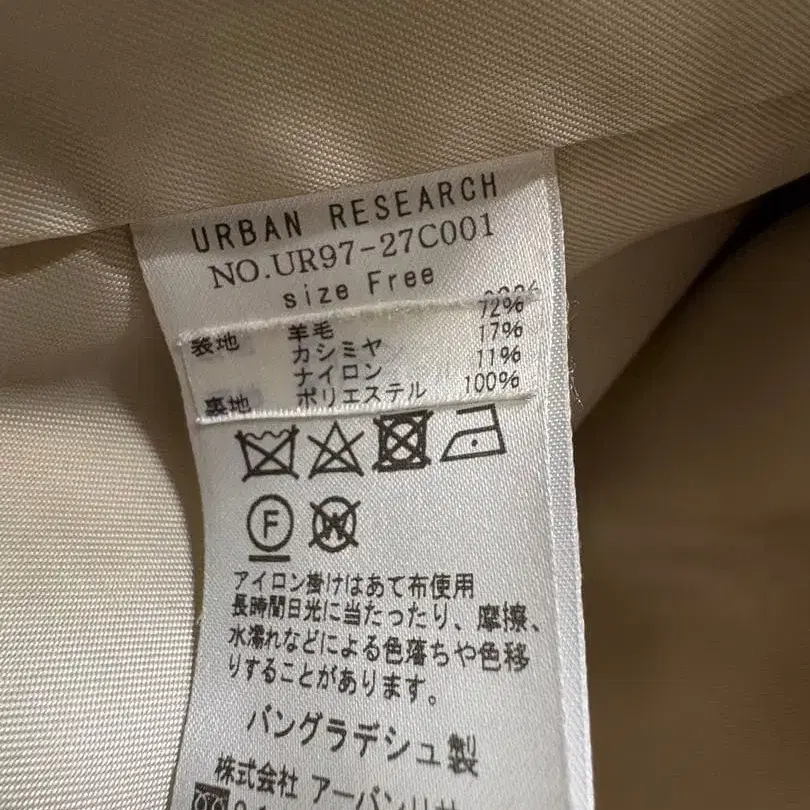 URBAN RESEARCH
NO.UR97-27C001
size Free
表地 羊毛 72%
カシミヤ 17%
ナイロン 11%
裏地 ポリエステル 100%
F W
アイロン掛けはあて布使用
長時間日光に当たったり、摩擦、
水濡れなどによる色落ちや色移
りすることがあります。
バングラデシュ製
株式会社 アーバンリサ